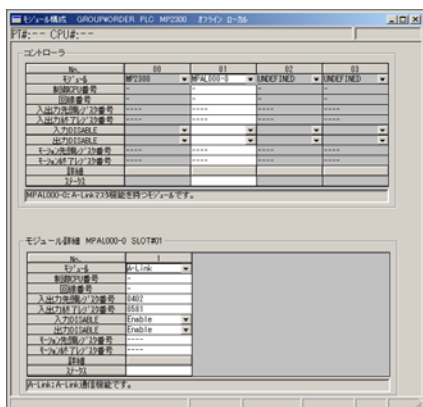 モジュール構成 GROUPWORDER PLC MP2300 オフライン ローカル
PT#:-- CPU#:--
コントローラ
No. 00 01 02 03
モジュール MP2300 MPAL000-0 UNDEFINED UNDEFINED
制御CPU番号 - - - -
回線番号 - - - -
入出力先頭レジスタ番号 ---- ---- ---- ----
入出力終了レジスタ番号 ---- ---- ---- ----
入力DISABLE
出力DISABLE
モーション先頭レジスタ番号 ---- ---- ---- ----
モーション終了レジスタ番号 ---- ---- ---- ----
詳細
ステータス
MPAL000-0:A-Linkマスタ機能を持つモジュールです。
モジュール詳細 MPAL000-0 SLOT#01
No. 1
モジュール A-Link
制御CPU番号 -
回線番号 -
入出力先頭レジスタ番号 0402
入出力終了レジスタ番号 0581
入力DISABLE Enable
出力DISABLE Enable
モーション先頭レジスタ番号 ----
モーション終了レジスタ番号 ----
詳細
ステータス
A-Link:A-Link通信機能です。